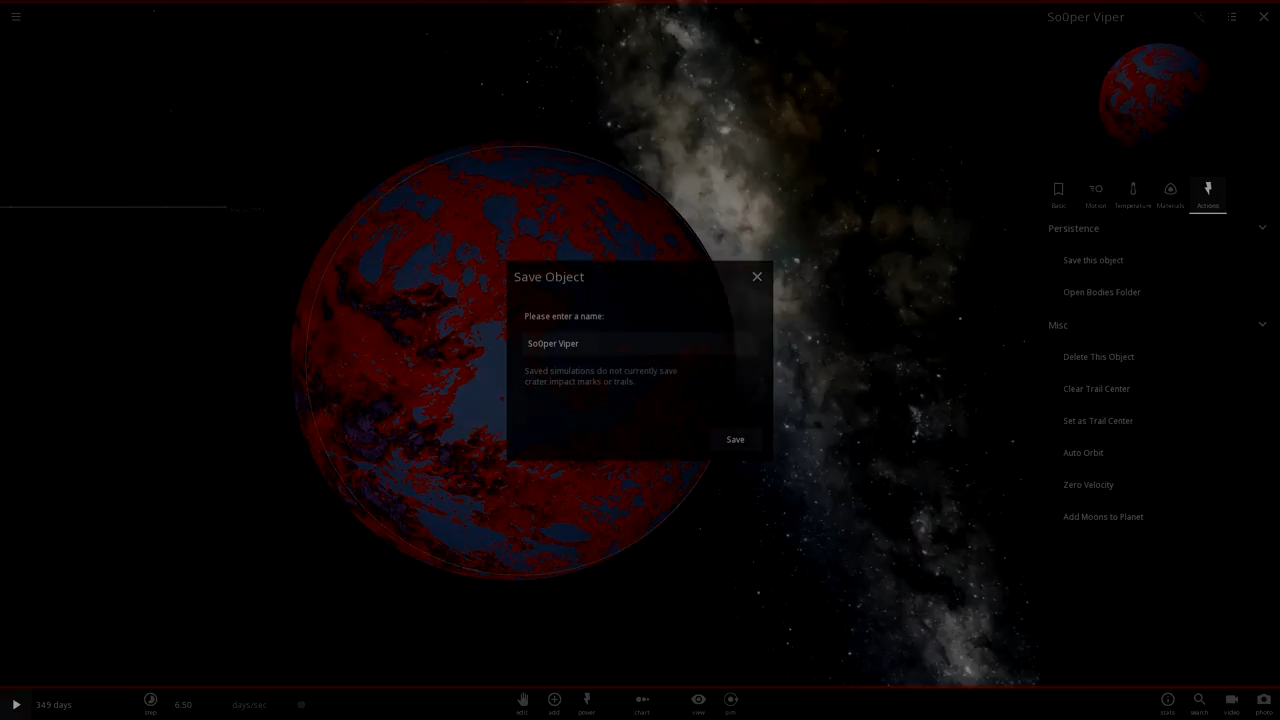 So0per Viper
Basic
Motion
Temperature
Materials
Actions
Persistence
Save this object
Open Bodies Folder
Misc
Delete This Object
Clear Trail Center
Set as Trail Center
Auto Orbit
Zero Velocity
Add Moons to Planet
Save Object
Please enter a name:
So0per Viper
Saved simulations do not currently save
crater impact marks or trails.
Save
349 days
step
6.50
days/sec
edit
add
power
chart
view
sim
stats
search
video
photo